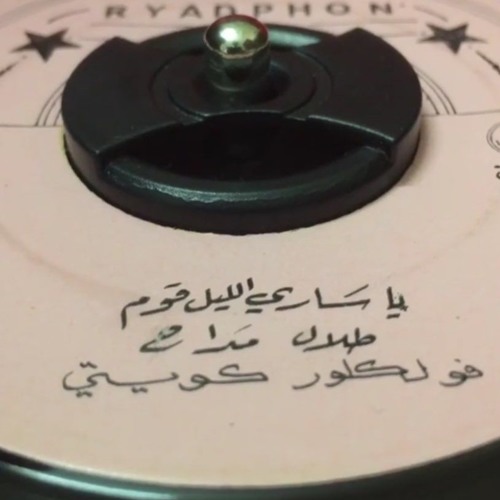 RYADPHON
يا ساري الليل قوم
طلال مداح
فولكلور كويتي